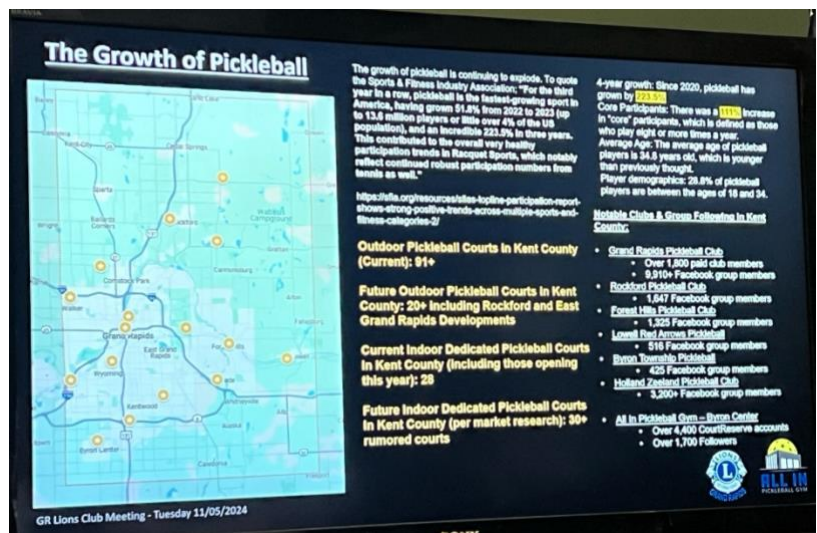 BRAVIA
The Growth of Pickleball
The growth of pickleball is continuing to explode. To quote
the Sports & Fitness Industry Association: "For the third
year in a row, pickleball is the fastest-growing sport in
America, having grown 51.8% from 2022 to 2023 (up
to 13.6 million players or little over 4% of the US
population), and an incredible 223.5% in three years.
This contributed to the overall very healthy
participation trends in Racquet Sports, which notably
reflect continued robust participation numbers from
tennis as well."
https://sfia.org/resources/sfias-topline-participation-report-
shows-strong-positive-trends-across-multiple-sports-and-
fitness-categories-2/
Outdoor Pickleball Courts in Kent County
(Current): 91+
Future Outdoor Pickleball Courts in Kent
County: 20+ including Rockford and East
Grand Rapids Developments
Current Indoor Dedicated Pickleball Courts
in Kent County (including those opening
this year): 28
Future Indoor Dedicated Pickleball Courts
in Kent County (per market research): 30+
rumored courts
4-year growth: Since 2020, pickleball has
grown by 223.5%
Core Participants: There was a 111% increase
in "core" participants, which is defined as those
who play eight or more times a year.
Average Age: The average age of pickleball
players is 34.8 years old, which is younger
than previously thought.
Player demographics: 28.8% of pickleball
players are between the ages of 18 and 34.
Notable Clubs & Group Following in Kent
County:
• Grand Rapids Pickleball Club
• Over 1,800 paid club members
• 9,910+ Facebook group members
• Rockford Pickleball Club
• 1,647 Facebook group members
• Forest Hills Pickleball Club
• 1,325 Facebook group members
• Lowell Red Arrows Pickleball
• 516 Facebook group members
• Byron Township Pickleball
• 425 Facebook group members
• Holland Zeeland Pickleball Club
• 3,200+ Facebook group members
• All In Pickleball Gym – Byron Center
• Over 4,400 CourtReserve accounts
• Over 1,700 Followers
Kent City
Cedar Springs
Sparta
Ballards
Corners
Rockford
Cannonsburg
Comstock Park
Walker
Grand Rapids
East Grand
Rapids
Wyoming
Kentwood
Byron Center
Caledonia
LIONS
L
GRAND RAPIDS
ALL IN
PICKLEBALL GYM
GR Lions Club Meeting - Tuesday 11/05/2024